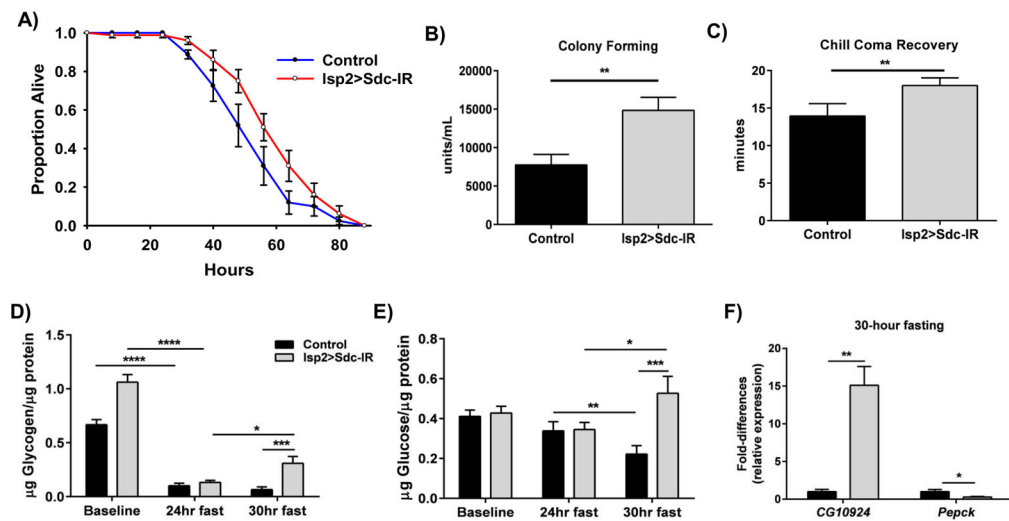 A)
Proportion Alive
1.0
0.8
0.6
0.4
0.2
0.0
0 20 40 60 80
Hours
Control
lsp2>Sdc-IR
B)
Colony Forming
units/mL
20000
15000
10000
5000
0
**
Control lsp2>Sdc-IR
C)
Chill Coma Recovery
minutes
20
15
10
5
0
**
Control lsp2>Sdc-IR
D)
µg Glycogen/µg protein
1.5
1.0
0.5
0.0
Control
lsp2>Sdc-IR
****
****
*
***
Baseline 24hr fast 30hr fast
E)
µg Glucose/µg protein
0.8
0.6
0.4
0.2
0.0
*
***
**
Baseline 24hr fast 30hr fast
F)
30-hour fasting
Fold-differences
(relative expression)
20
15
10
5
0
**
*
CG10924 Pepck